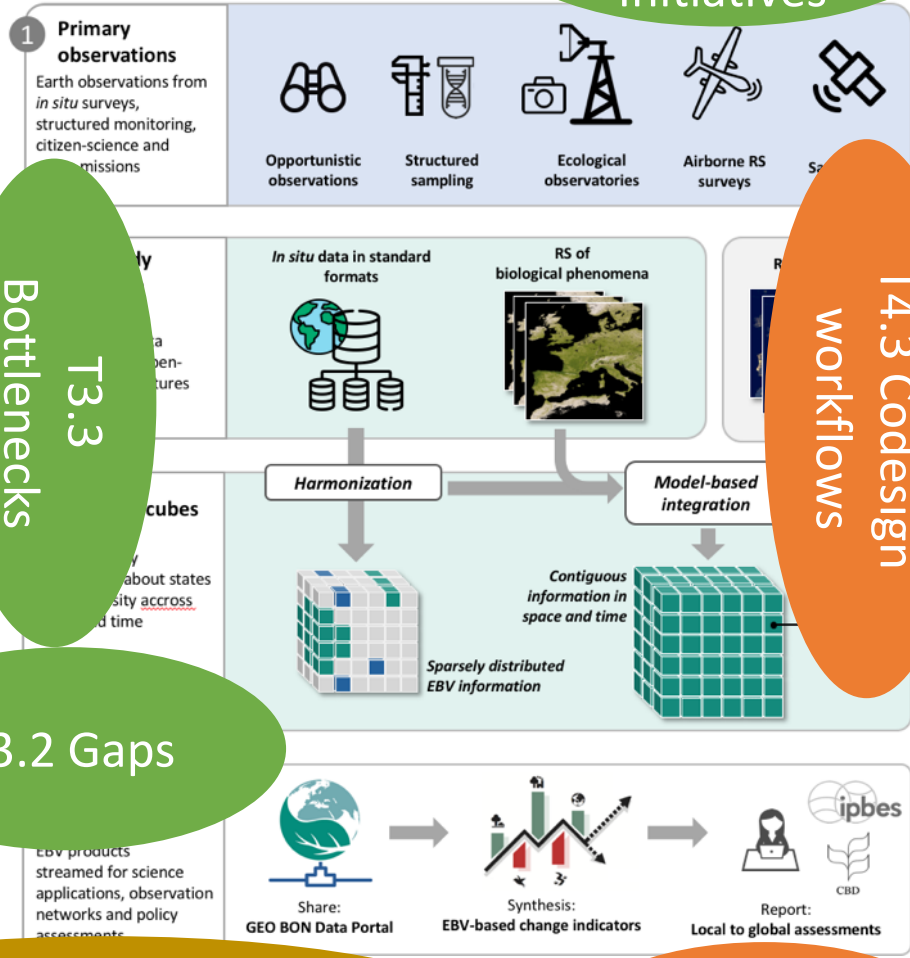 Initiatives
1
Primary
observations
Earth observations from
in situ surveys,
structured monitoring,
citizen-science and
missions
Opportunistic
observations
Structured
sampling
Ecological
observatories
Airborne RS
surveys
T3.3
Bottlenecks
T4.3 Codesign
workflows
In situ data in standard
formats
RS of
biological phenomena
Harmonization
Model-based
integration
cubes
about states
accross
time
Contiguous
information in
space and time
Sparsely distributed
EBV information
3.2 Gaps
EBV products
streamed for science
applications, observation
networks and policy
assessments
Share:
GEO BON Data Portal
Synthesis:
EBV-based change indicators
ipbes
CBD
Report:
Local to global assessments